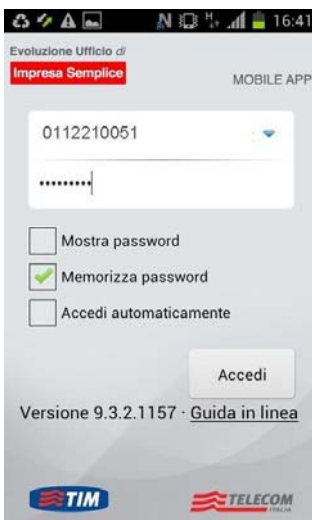 16:41
Evoluzione Ufficio di
Impresa Semplice
MOBILE APP
0112210051
•••••••••
Mostra password
Memorizza password
Accedi automaticamente
Accedi
Versione 9.3.2.1157 · Guida in linea
TIM
TELECOM
ITALIA